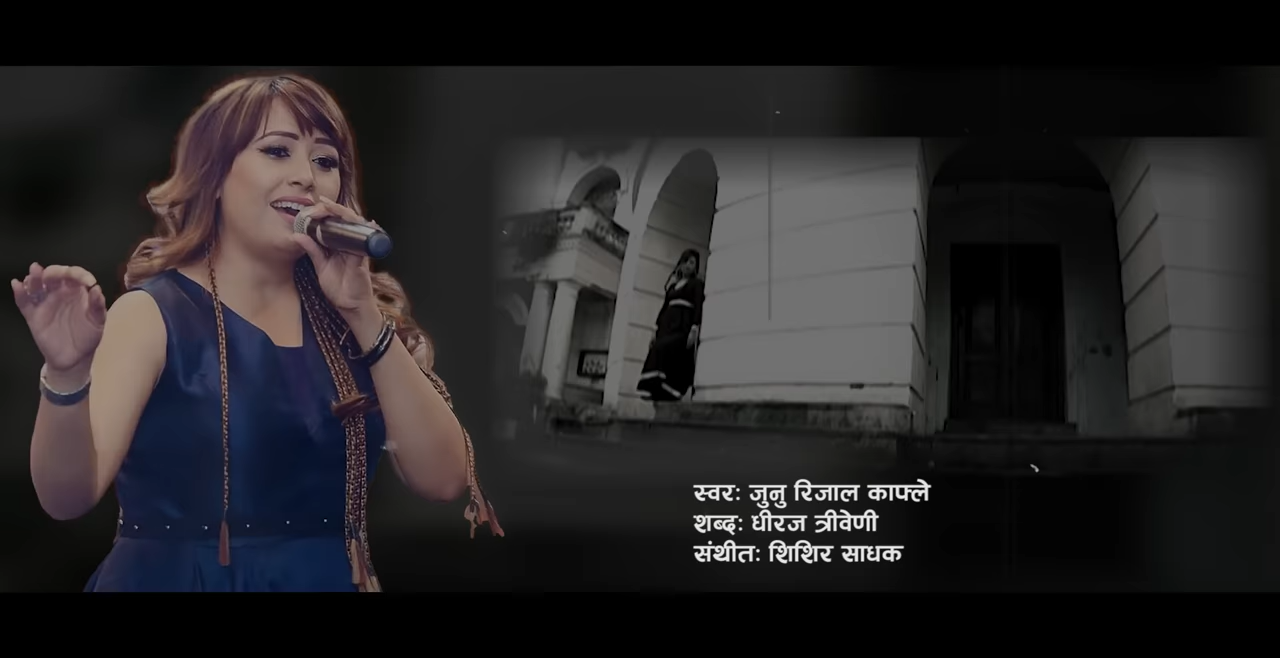 स्वरः जुनु रिजाल काफ्ले
शब्दः धीरज त्रीवेणी
संथीतः शिशिर साधक